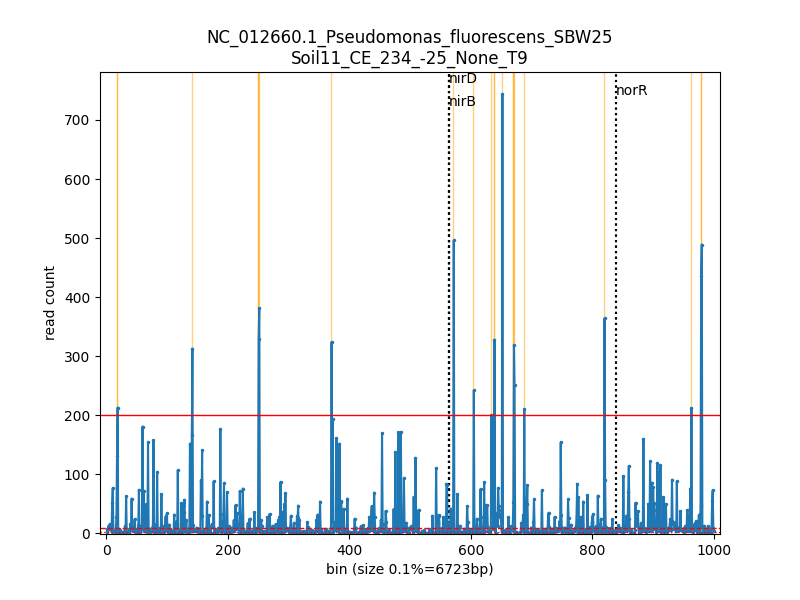 NC_012660.1_Pseudomonas_fluorescens_SBW25
Soil11_CE_234_-25_None_T9
nirD
nirB
norR
700
600
500
400
300
200
100
0
read count
0 200 400 600 800 1000
bin (size 0.1%=6723bp)